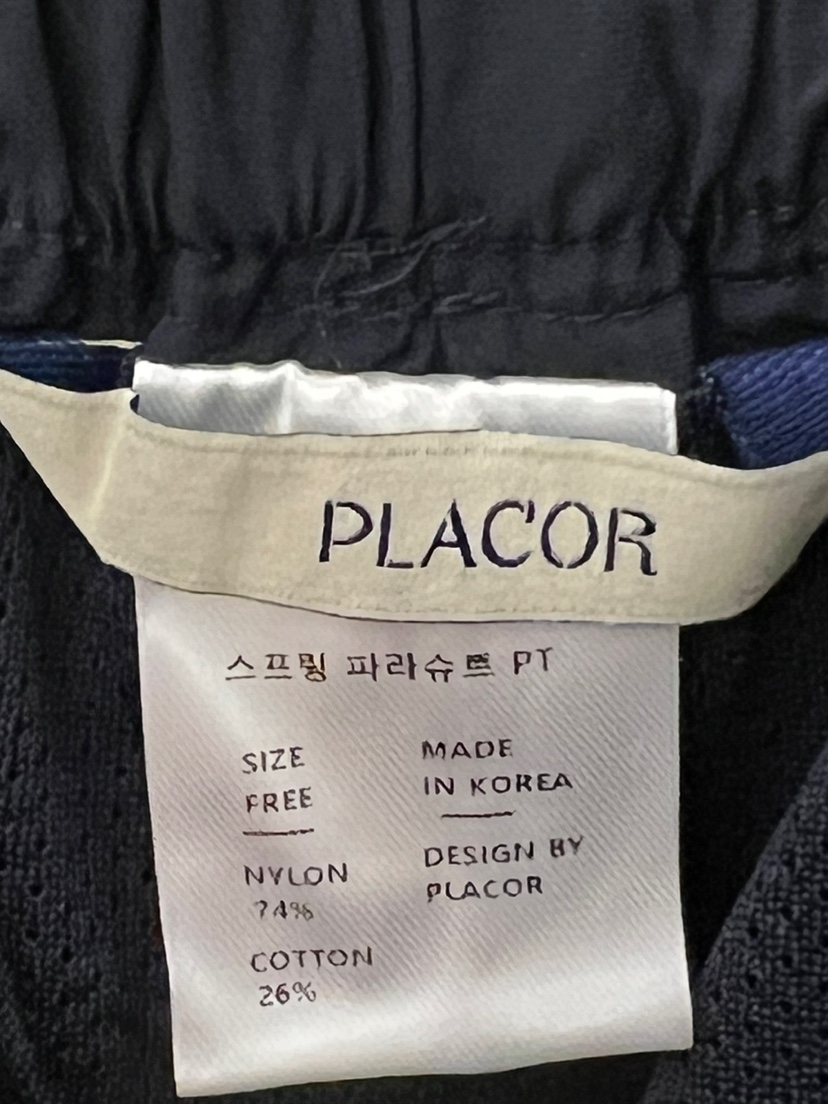 PLACOR
스프링 파라슈트 PT
SIZE
FREE
MADE
IN KOREA
NYLON
74%
DESIGN BY
PLACOR
COTTON
26%